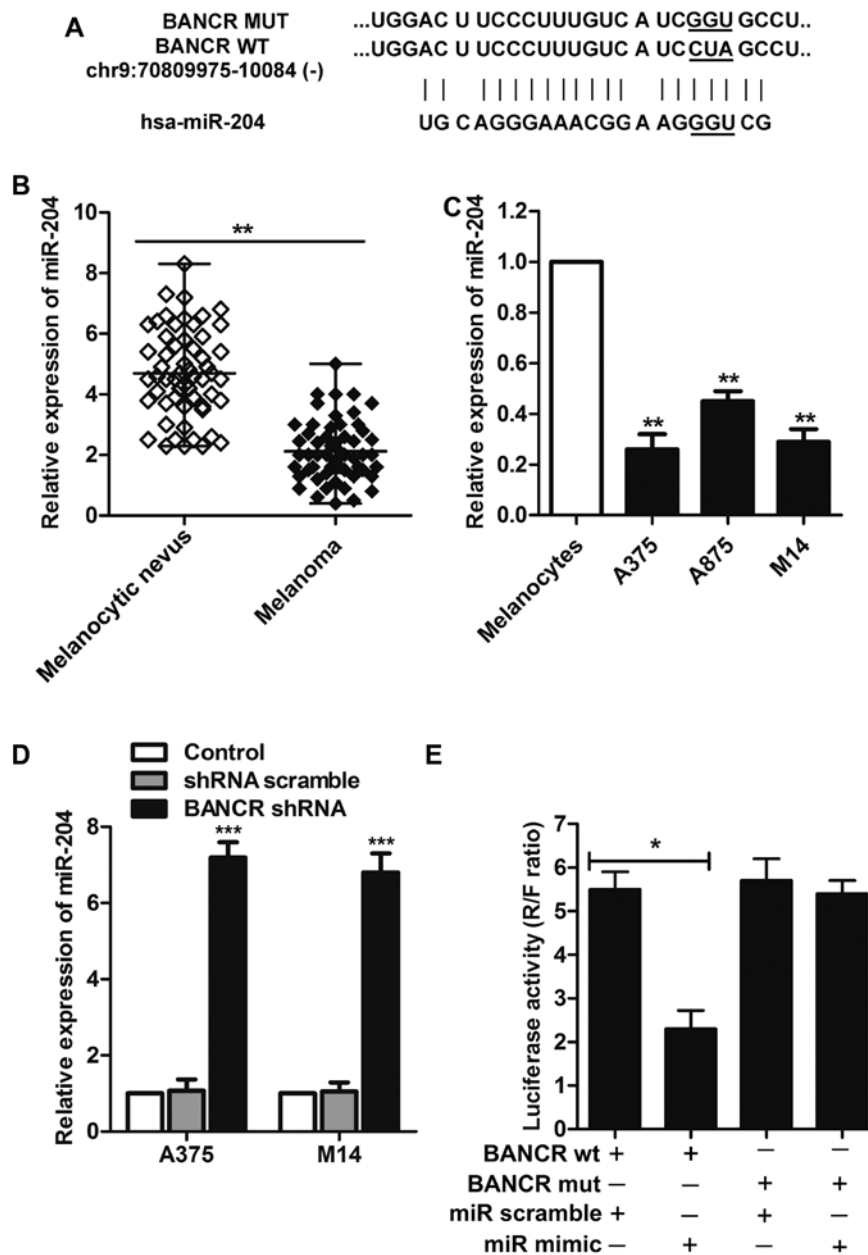 A
BANCR MUT ...UGGAC U UCCCUUUGUC A UCGGU GCCU..
BANCR WT ...UGGAC U UCCCUUUGUC A UCCUA GCCU..
chr9:70809975-10084 (-)
hsa-miR-204 UG C AGGGAAACGG A AGGGU CG
B
Relative expression of miR-204
10
8
6
4
2
0
**
Melanocytic nevus
Melanoma
C
Relative expression of miR-204
1.2
1.0
0.8
0.6
0.4
0.2
0.0
**
**
**
Melanocytes
A375
A875
M14
D
Control
shRNA scramble
BANCR shRNA
Relative expression of miR-204
8
6
4
2
0
***
***
A375
M14
E
Luciferase activity (R/F ratio)
7
6
5
4
3
2
1
0
*
BANCR wt + + — —
BANCR mut — — + +
miR scramble + — + —
miR mimic — + — +